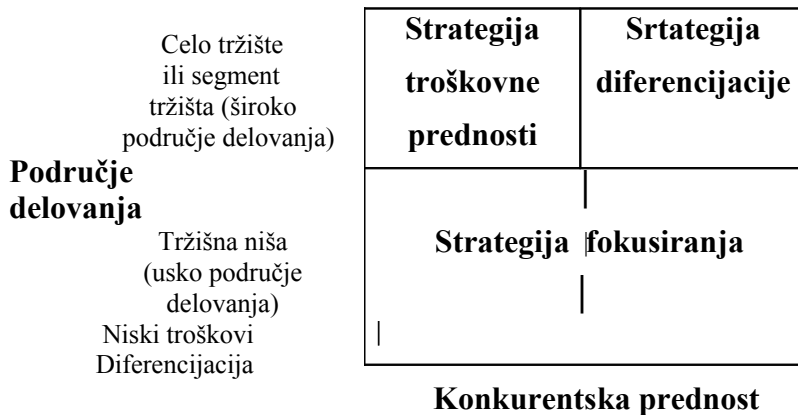 Celo tržište
ili segment
tržišta (široko
područje delovanja)
Strategija
troškovne
prednosti
Srtategija
diferencijacije
Područje
delovanja
Tržišna niša
(usko područje
delovanja)
Strategija fokusiranja
Niski troškovi
Diferencijacija
Konkurentska prednost